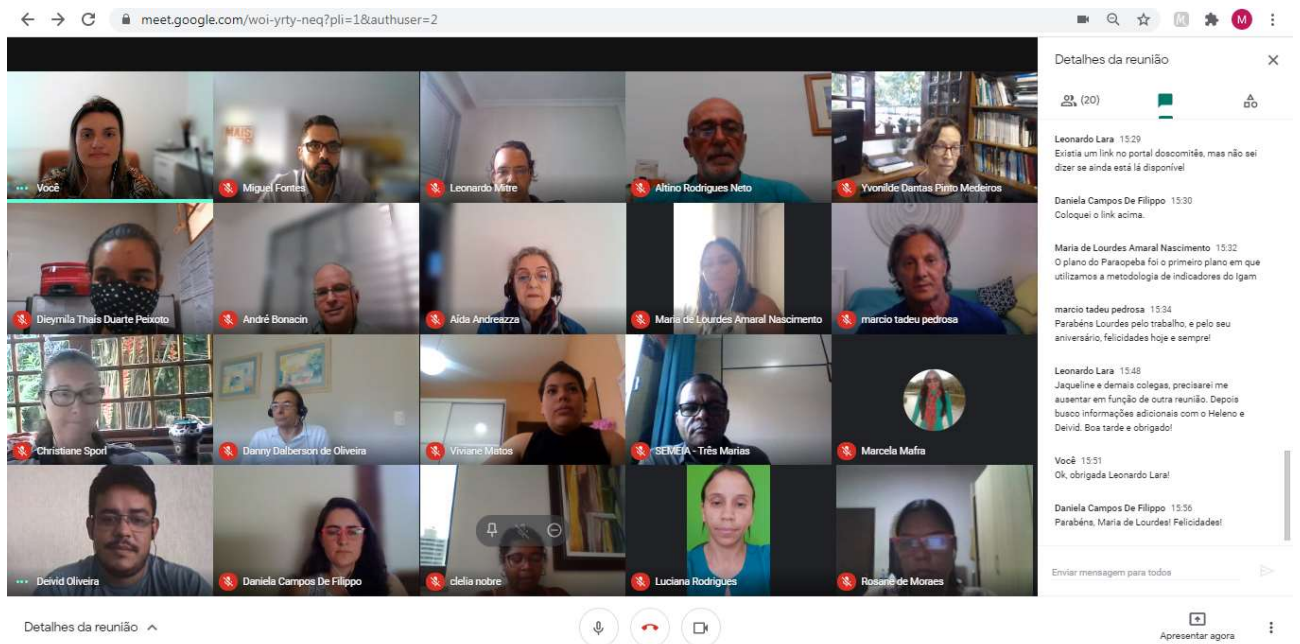 meet.google.com/woi-yrty-neq?pli=1&authuser=2
M
Detalhes da reunião
(20)
Você
Miguel Fontes
Leonardo Mitre
Altino Rodrigues Neto
Yvonilde Dantas Pinto Medeiros
Dieymila Thaís Duarte Peixoto
André Bonacin
Aída Andreazza
Maria de Lourdes Amaral Nascimento
marcio tadeu pedrosa
Christiane Sporl
Danny Dalberson de Oliveira
Viviane Matos
SEMEIA - Três Marias
Marcela Mafra
Deivid Oliveira
Daniela Campos De Filippo
clelia nobre
Luciana Rodrigues
Rosane de Moraes
Leonardo Lara 15:29
Existia um link no portal doscomitês, mas não sei
dizer se ainda está lá disponível
Daniela Campos De Filippo 15:30
Coloquei o link acima.
Maria de Lourdes Amaral Nascimento 15:32
O plano do Paraopeba foi o primeiro plano em que
utilizamos a metodologia de indicadores do Igam
marcio tadeu pedrosa 15:34
Parabéns Lourdes pelo trabalho, e pelo seu
aniversário, felicidades hoje e sempre!
Leonardo Lara 15:48
Jaqueline e demais colegas, precisarei me
ausentar em função de outra reunião. Depois
busco informações adicionais com o Heleno e
Deivid. Boa tarde e obrigado!
Você 15:51
Ok, obrigada Leonardo Lara!
Daniela Campos De Filippo 15:56
Parabéns, Maria de Lourdes! Felicidades!
Enviar mensagem para todos
Detalhes da reunião
Apresentar agora